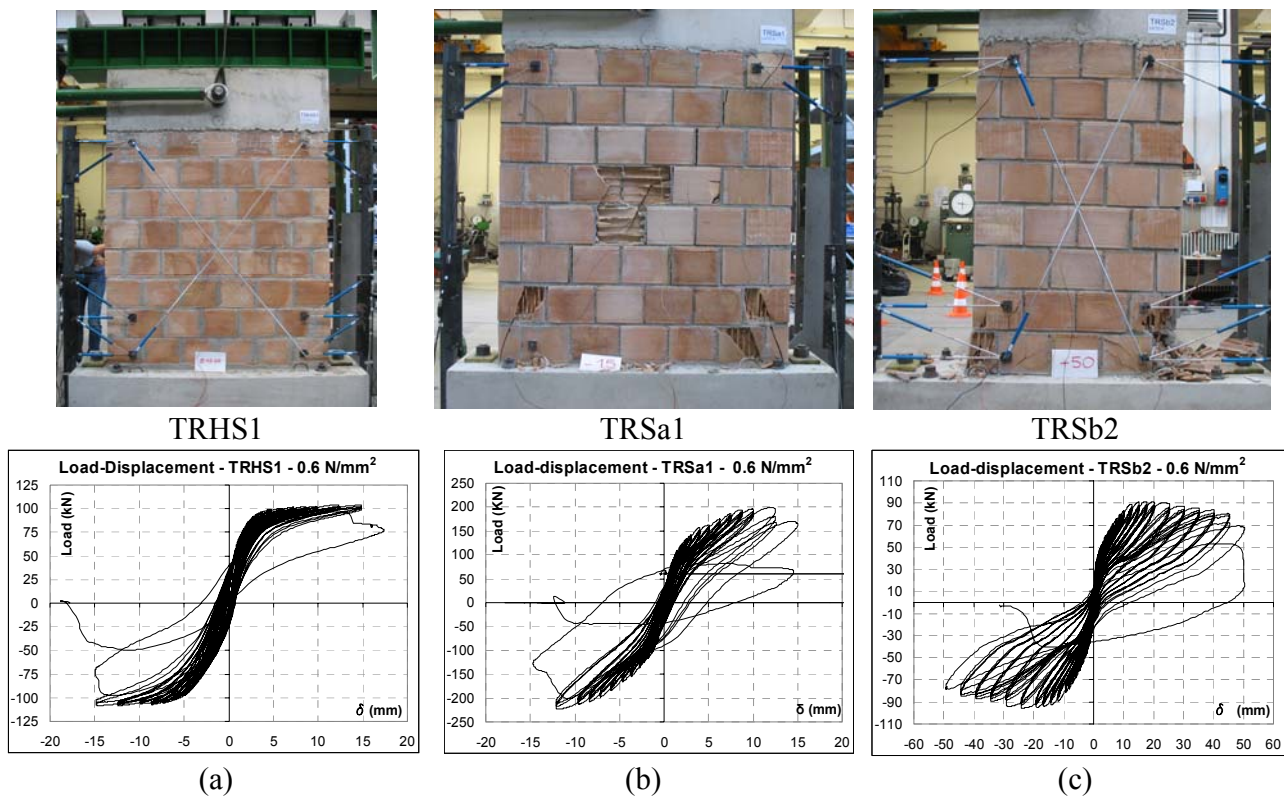 TRSa1
TRSb2
-15
+50
TRHS1
TRSa1
TRSb2
Load-Displacement - TRHS1 - 0.6 N/mm²
Load (kN)
125
100
75
50
25
0
-25
-50
-75
-100
-125
δ (mm)
-20 -15 -10 -5 0 5 10 15 20
Load-displacement - TRSa1 - 0.6 N/mm²
Load (KN)
250
200
150
100
50
0
-50
-100
-150
-200
-250
δ (mm)
-20 -15 -10 -5 0 5 10 15 20
Load-displacement - TRSb2 - 0.6 N/mm²
Load (kN)
110
90
70
50
30
10
-10
-30
-50
-70
-90
-110
δ (mm)
-60 -50 -40 -30 -20 -10 0 10 20 30 40 50 60
(a)
(b)
(c)